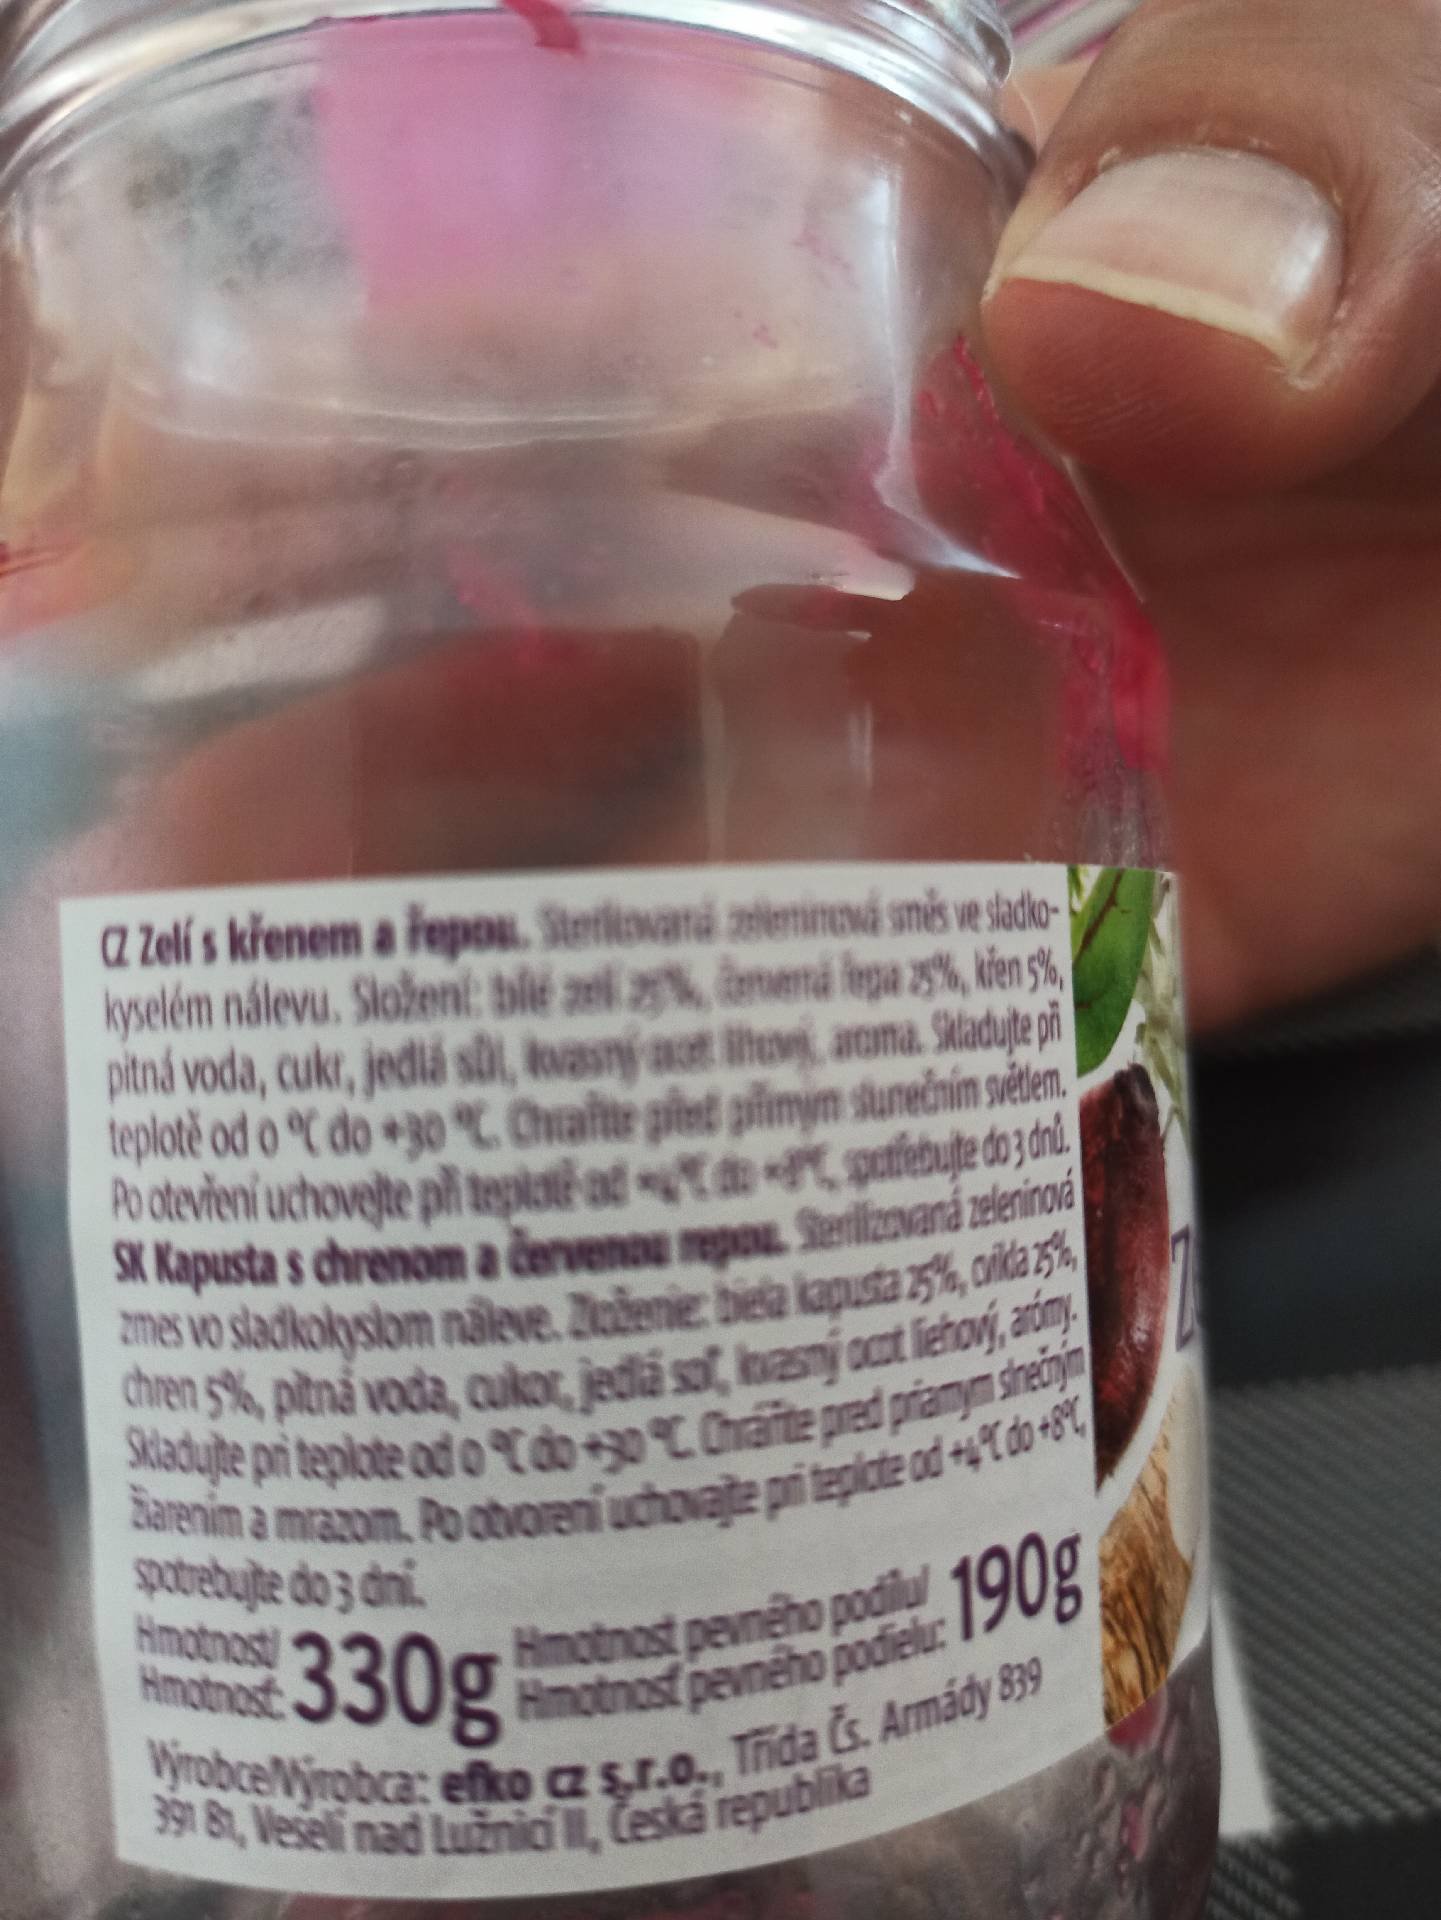 CZ Zelí s křenem a řepou. Sterilovaná zeleninová směs ve sladko-
kyselém nálevu. Složení: bílé zelí 25%, červená řepa 25%, křen 5%,
pitná voda, cukr, jedlá sůl, kvasný ocet lihový, aroma. Skladujte při
teplotě od 0 °C do +30 °C. Chraňte před přímým slunečním světlem.
Po otevření uchovejte při teplotě od +4°C do +8°C, spotřebujte do 3 dnů.
SK Kapusta s chrenom a červenou repou. Sterilizovaná zeleninová
zmes vo sladkokyslom náleve. Zloženie: biela kapusta 25%, cvikla 25%,
chren 5%, pitná voda, cukor, jedlá soľ, kvasný ocot liehový, arómy.
Skladujte pri teplote od 0 °C do +30 °C. Chráňte pred priamym slnečným
žiarením a mrazom. Po otvorení uchovajte pri teplote od +4°C do +8°C,
spotrebujte do 3 dní.
Hmotnost/
Hmotnosť: 330g Hmotnost pevného podílu/
Hmotnosť pevného podielu: 190g
Výrobce/Výrobca: efko cz s.r.o., Třída Čs. Armády 839
391 81, Veselí nad Lužnicí II, Česká republika